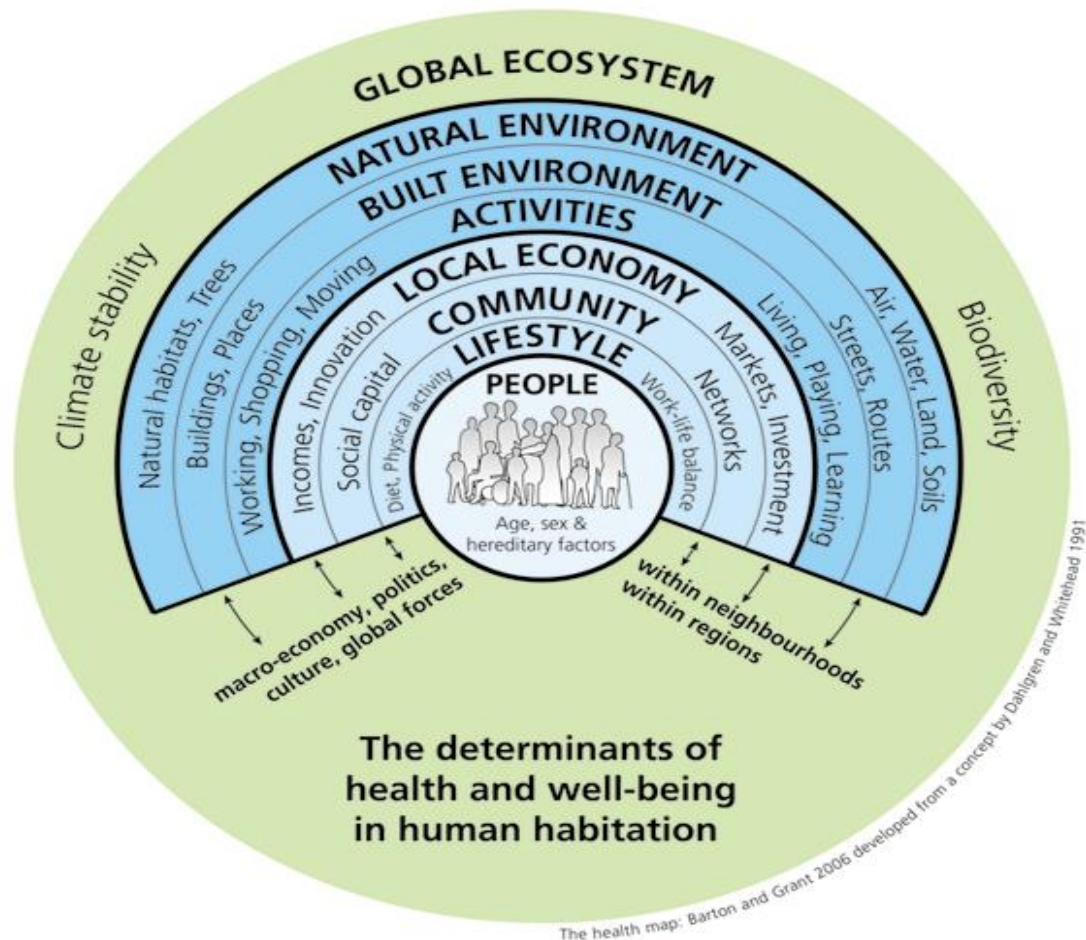 GLOBAL ECOSYSTEM
NATURAL ENVIRONMENT
BUILT ENVIRONMENT
ACTIVITIES
LOCAL ECONOMY
COMMUNITY
LIFESTYLE
PEOPLE
Age, sex &
hereditary factors
Climate stability
Natural habitats, Trees
Buildings, Places
Working, Shopping, Moving
Incomes, Innovation
Social capital
Diet, Physical activity
Work-life balance
Networks
Markets, Investment
Living, Playing, Learning
Streets, Routes
Air, Water, Land, Soils
Biodiversity
macro-economy, politics,
culture, global forces
within neighbourhoods
within regions
The determinants of
health and well-being
in human habitation
The health map: Barton and Grant 2006 developed from a concept by Dahlgren and Whitehead 1991